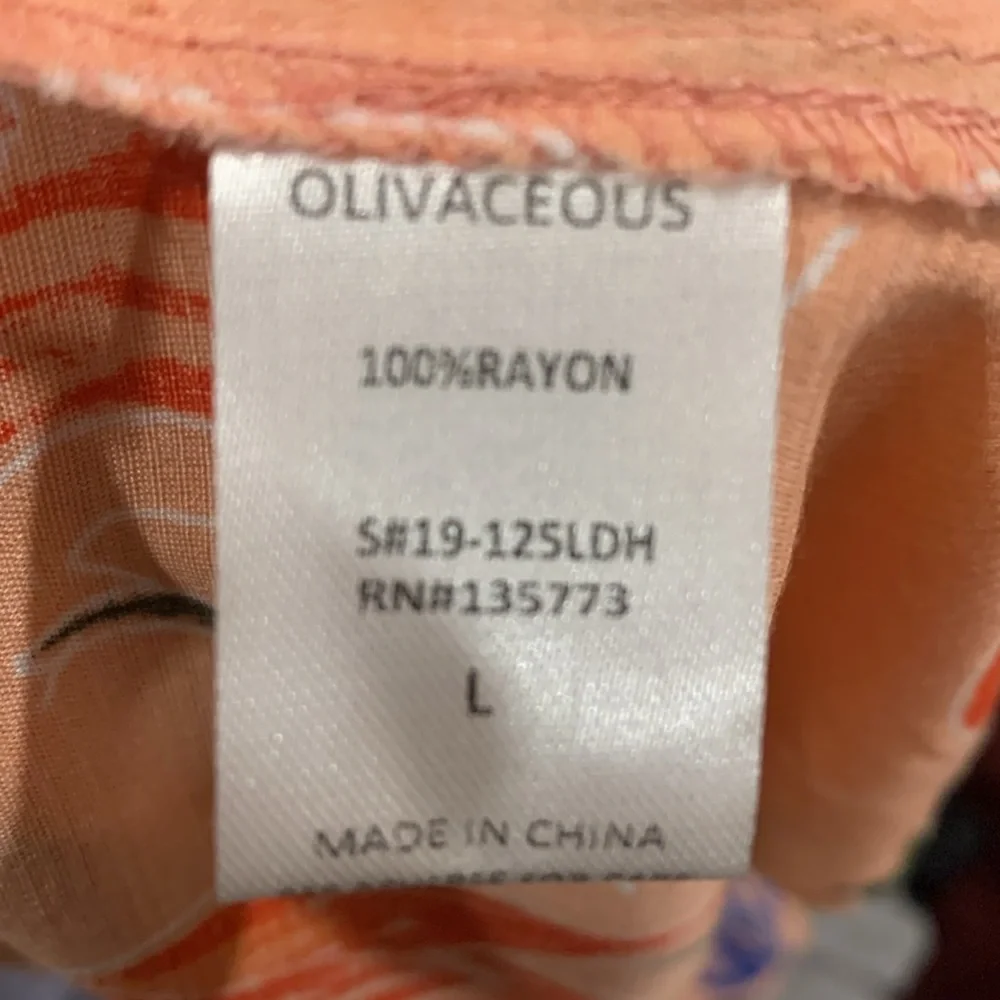 OLIVACEOUS
100%RAYON
S#19-125LDH
RN#135773
L
MADE IN CHINA